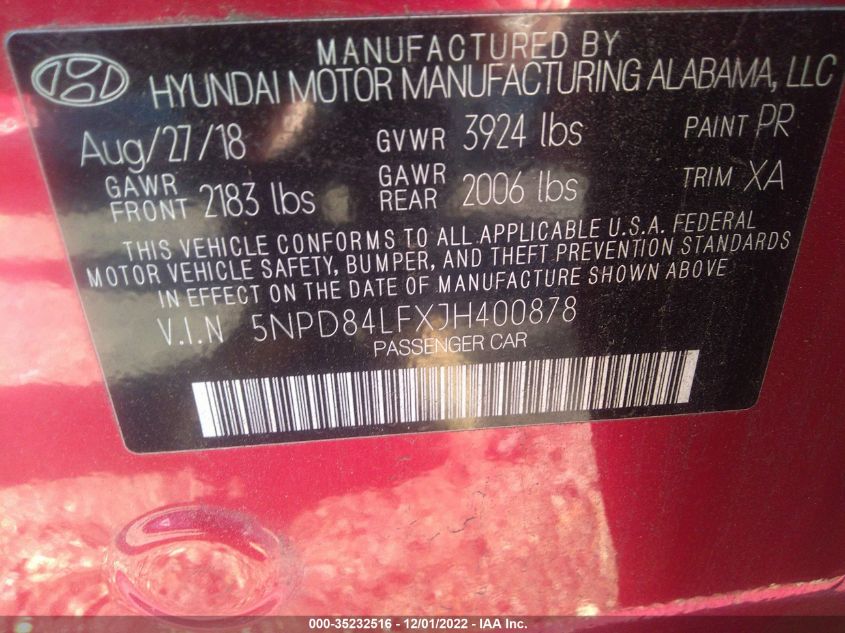 MANUFACTURED BY
HYUNDAI MOTOR MANUFACTURING ALABAMA, LLC
Aug/27/18 GVWR 3924 lbs PAINT PR
GAWR FRONT 2183 lbs GAWR REAR 2006 lbs TRIM XA
THIS VEHICLE CONFORMS TO ALL APPLICABLE U.S.A. FEDERAL
MOTOR VEHICLE SAFETY, BUMPER, AND THEFT PREVENTION STANDARDS
IN EFFECT ON THE DATE OF MANUFACTURE SHOWN ABOVE
V.I.N 5NPD84LFXJH400878
PASSENGER CAR
000-35232516 - 12/01/2022 - IAA Inc.